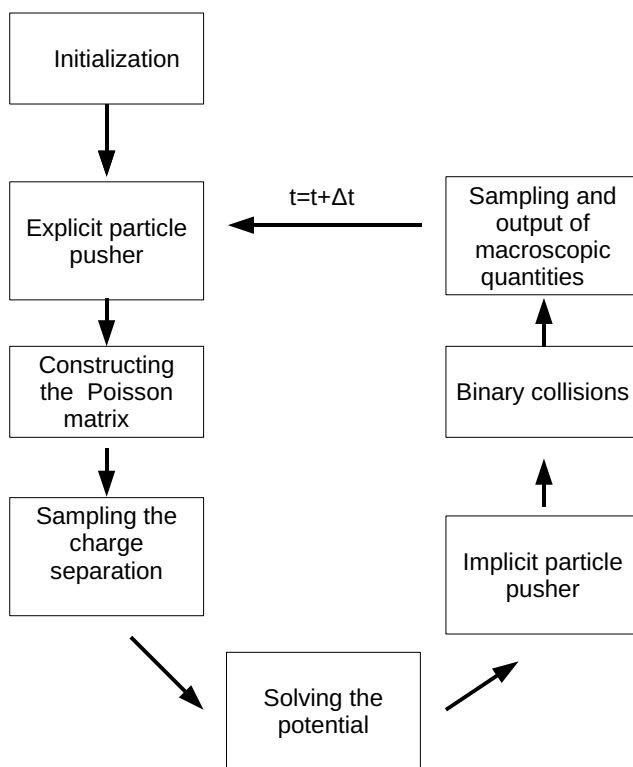 Initialization
Explicit particle
pusher
Constructing
the Poisson
matrix
Sampling the
charge
separation
Solving the
potential
Implicit particle
pusher
Binary collisions
Sampling and
output of
macroscopic
quantities
t=t+Δt